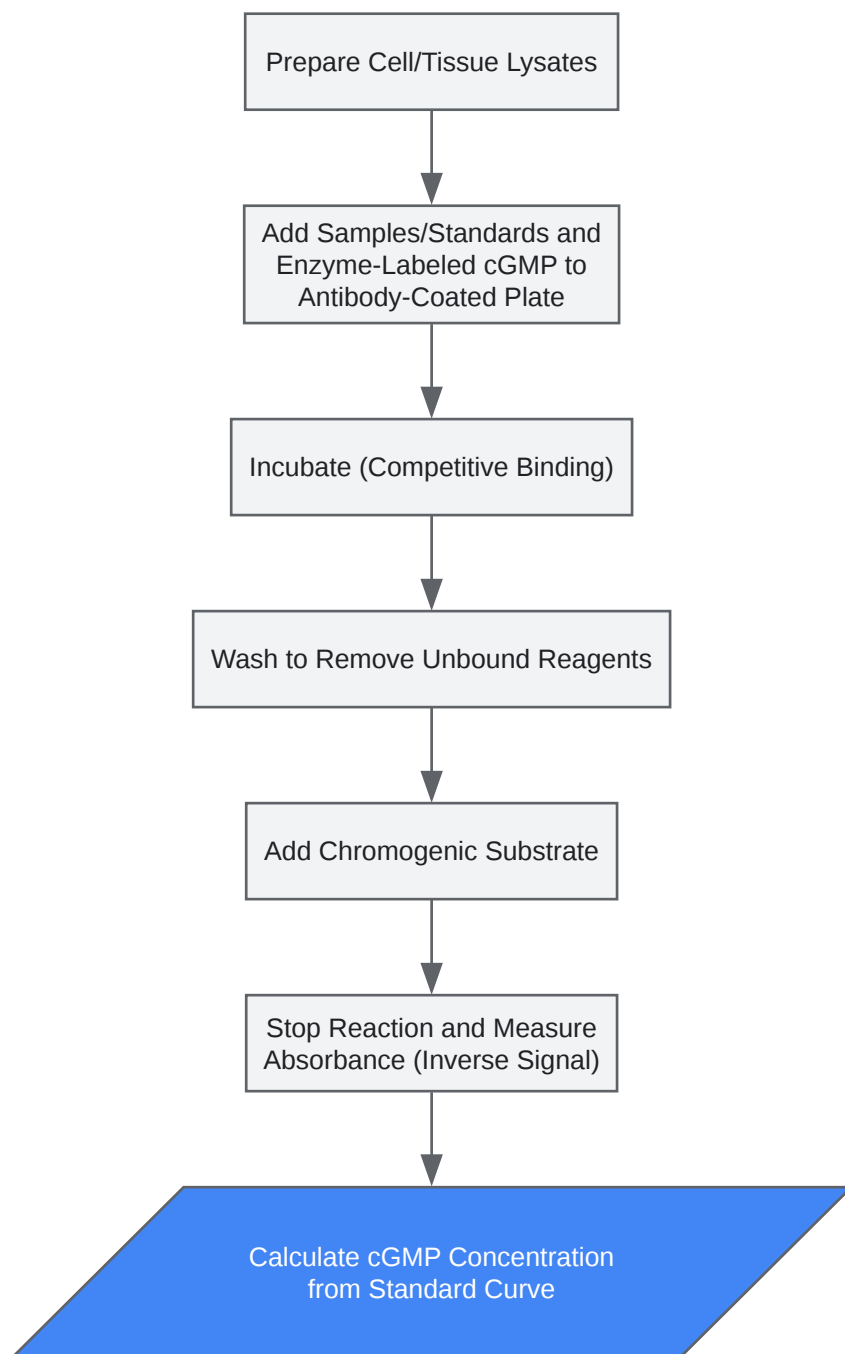 Prepare Cell/Tissue Lysates
Add Samples/Standards and
Enzyme-Labeled cGMP to
Antibody-Coated Plate
Incubate (Competitive Binding)
Wash to Remove Unbound Reagents
Add Chromogenic Substrate
Stop Reaction and Measure
Absorbance (Inverse Signal)
Calculate cGMP Concentration
from Standard Curve